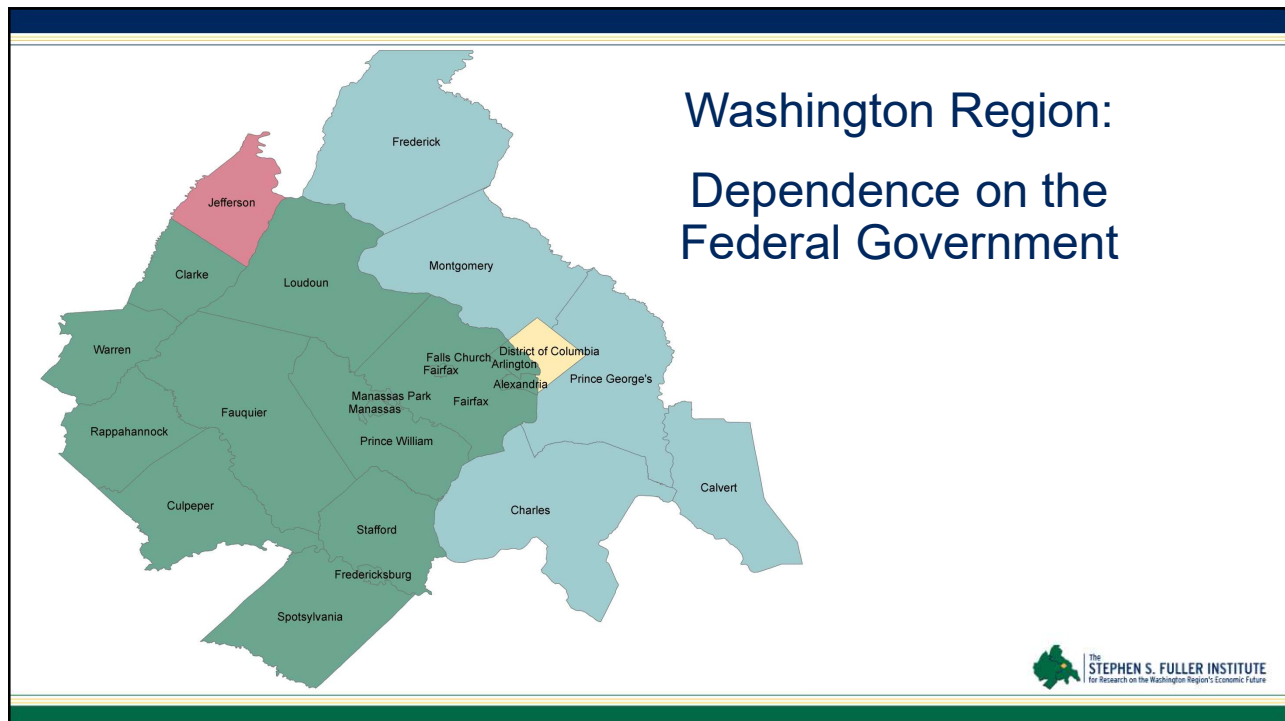 Washington Region:
Dependence on the
Federal Government
Frederick
Jefferson
Montgomery
Clarke
Loudoun
Warren
Falls Church
District of Columbia
Fairfax
Arlington
Prince George's
Alexandria
Manassas Park
Manassas
Fairfax
Fauquier
Rappahannock
Prince William
Calvert
Culpeper
Charles
Stafford
Fredericksburg
Spotsylvania
The
STEPHEN S. FULLER INSTITUTE
for Research on the Washington Region's Economic Future